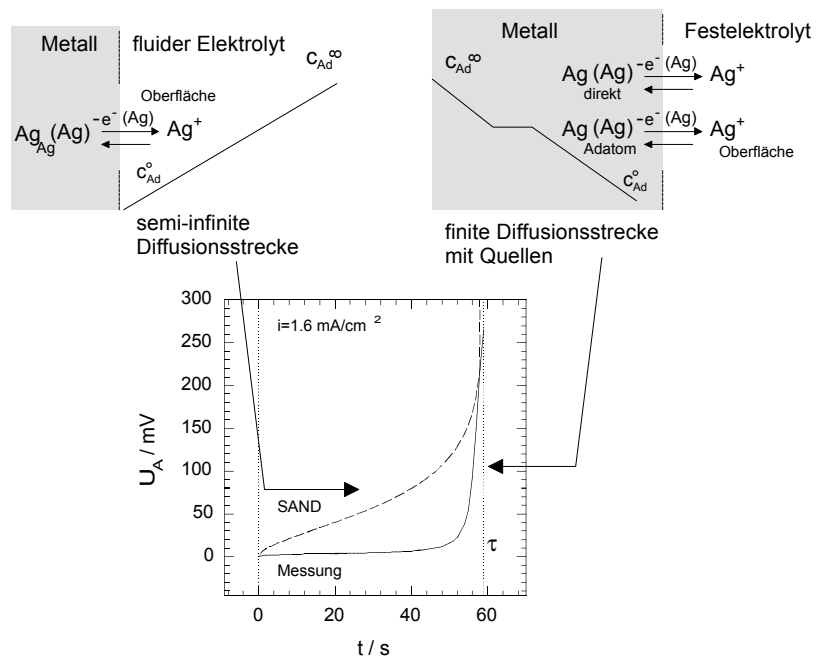 Metall
fluider Elektrolyt
c_Ad^∞
Oberfläche
Ag_Ag (Ag) -e⁻ (Ag) Ag⁺
c°_Ad
semi-infinite
Diffusionsstrecke
Metall
Festelektrolyt
c_Ad^∞
Ag (Ag) -e⁻ (Ag) Ag⁺
direkt
Ag (Ag) -e⁻ (Ag) Ag⁺
Adatom
Oberfläche
c°_Ad
finite Diffusionsstrecke
mit Quellen
i=1.6 mA/cm ²
300
250
200
150
100
50
0
U_A / mV
SAND
Messung
τ
0
20
40
60
t / s